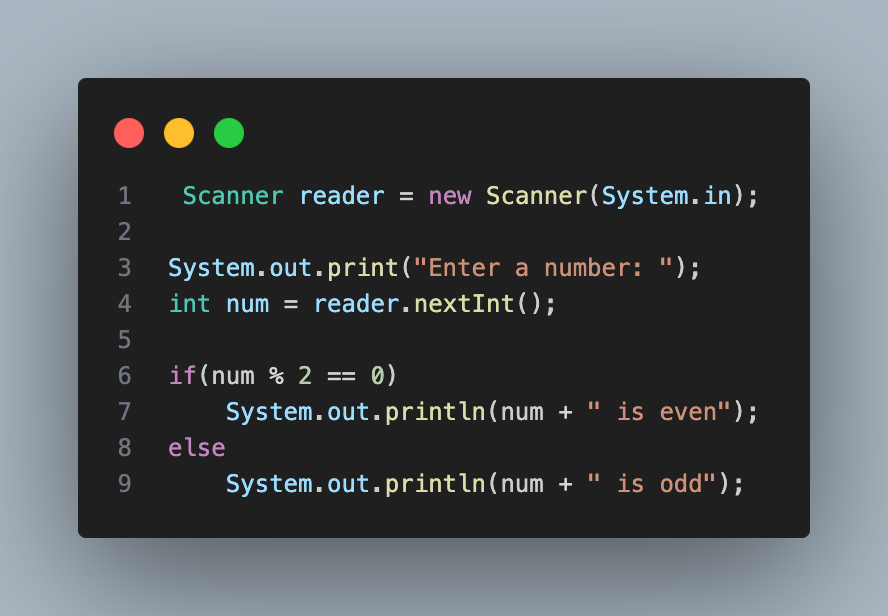 1 Scanner reader = new Scanner(System.in);
2
3 System.out.print("Enter a number: ");
4 int num = reader.nextInt();
5
6 if(num % 2 == 0)
7     System.out.println(num + " is even");
8 else
9     System.out.println(num + " is odd");